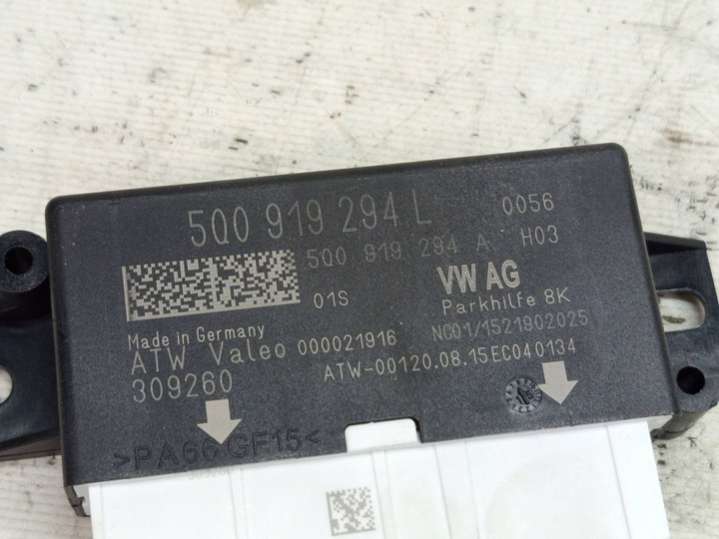 5Q0 919 294 L 0056
5Q0 919 294 A H03
01S VW AG
Parkhilfe 8K
Made in Germany
NC01/1521902025
ATW Valeo 000021916
309260
ATW-00120.08.15EC040134
>PA66 GF15<